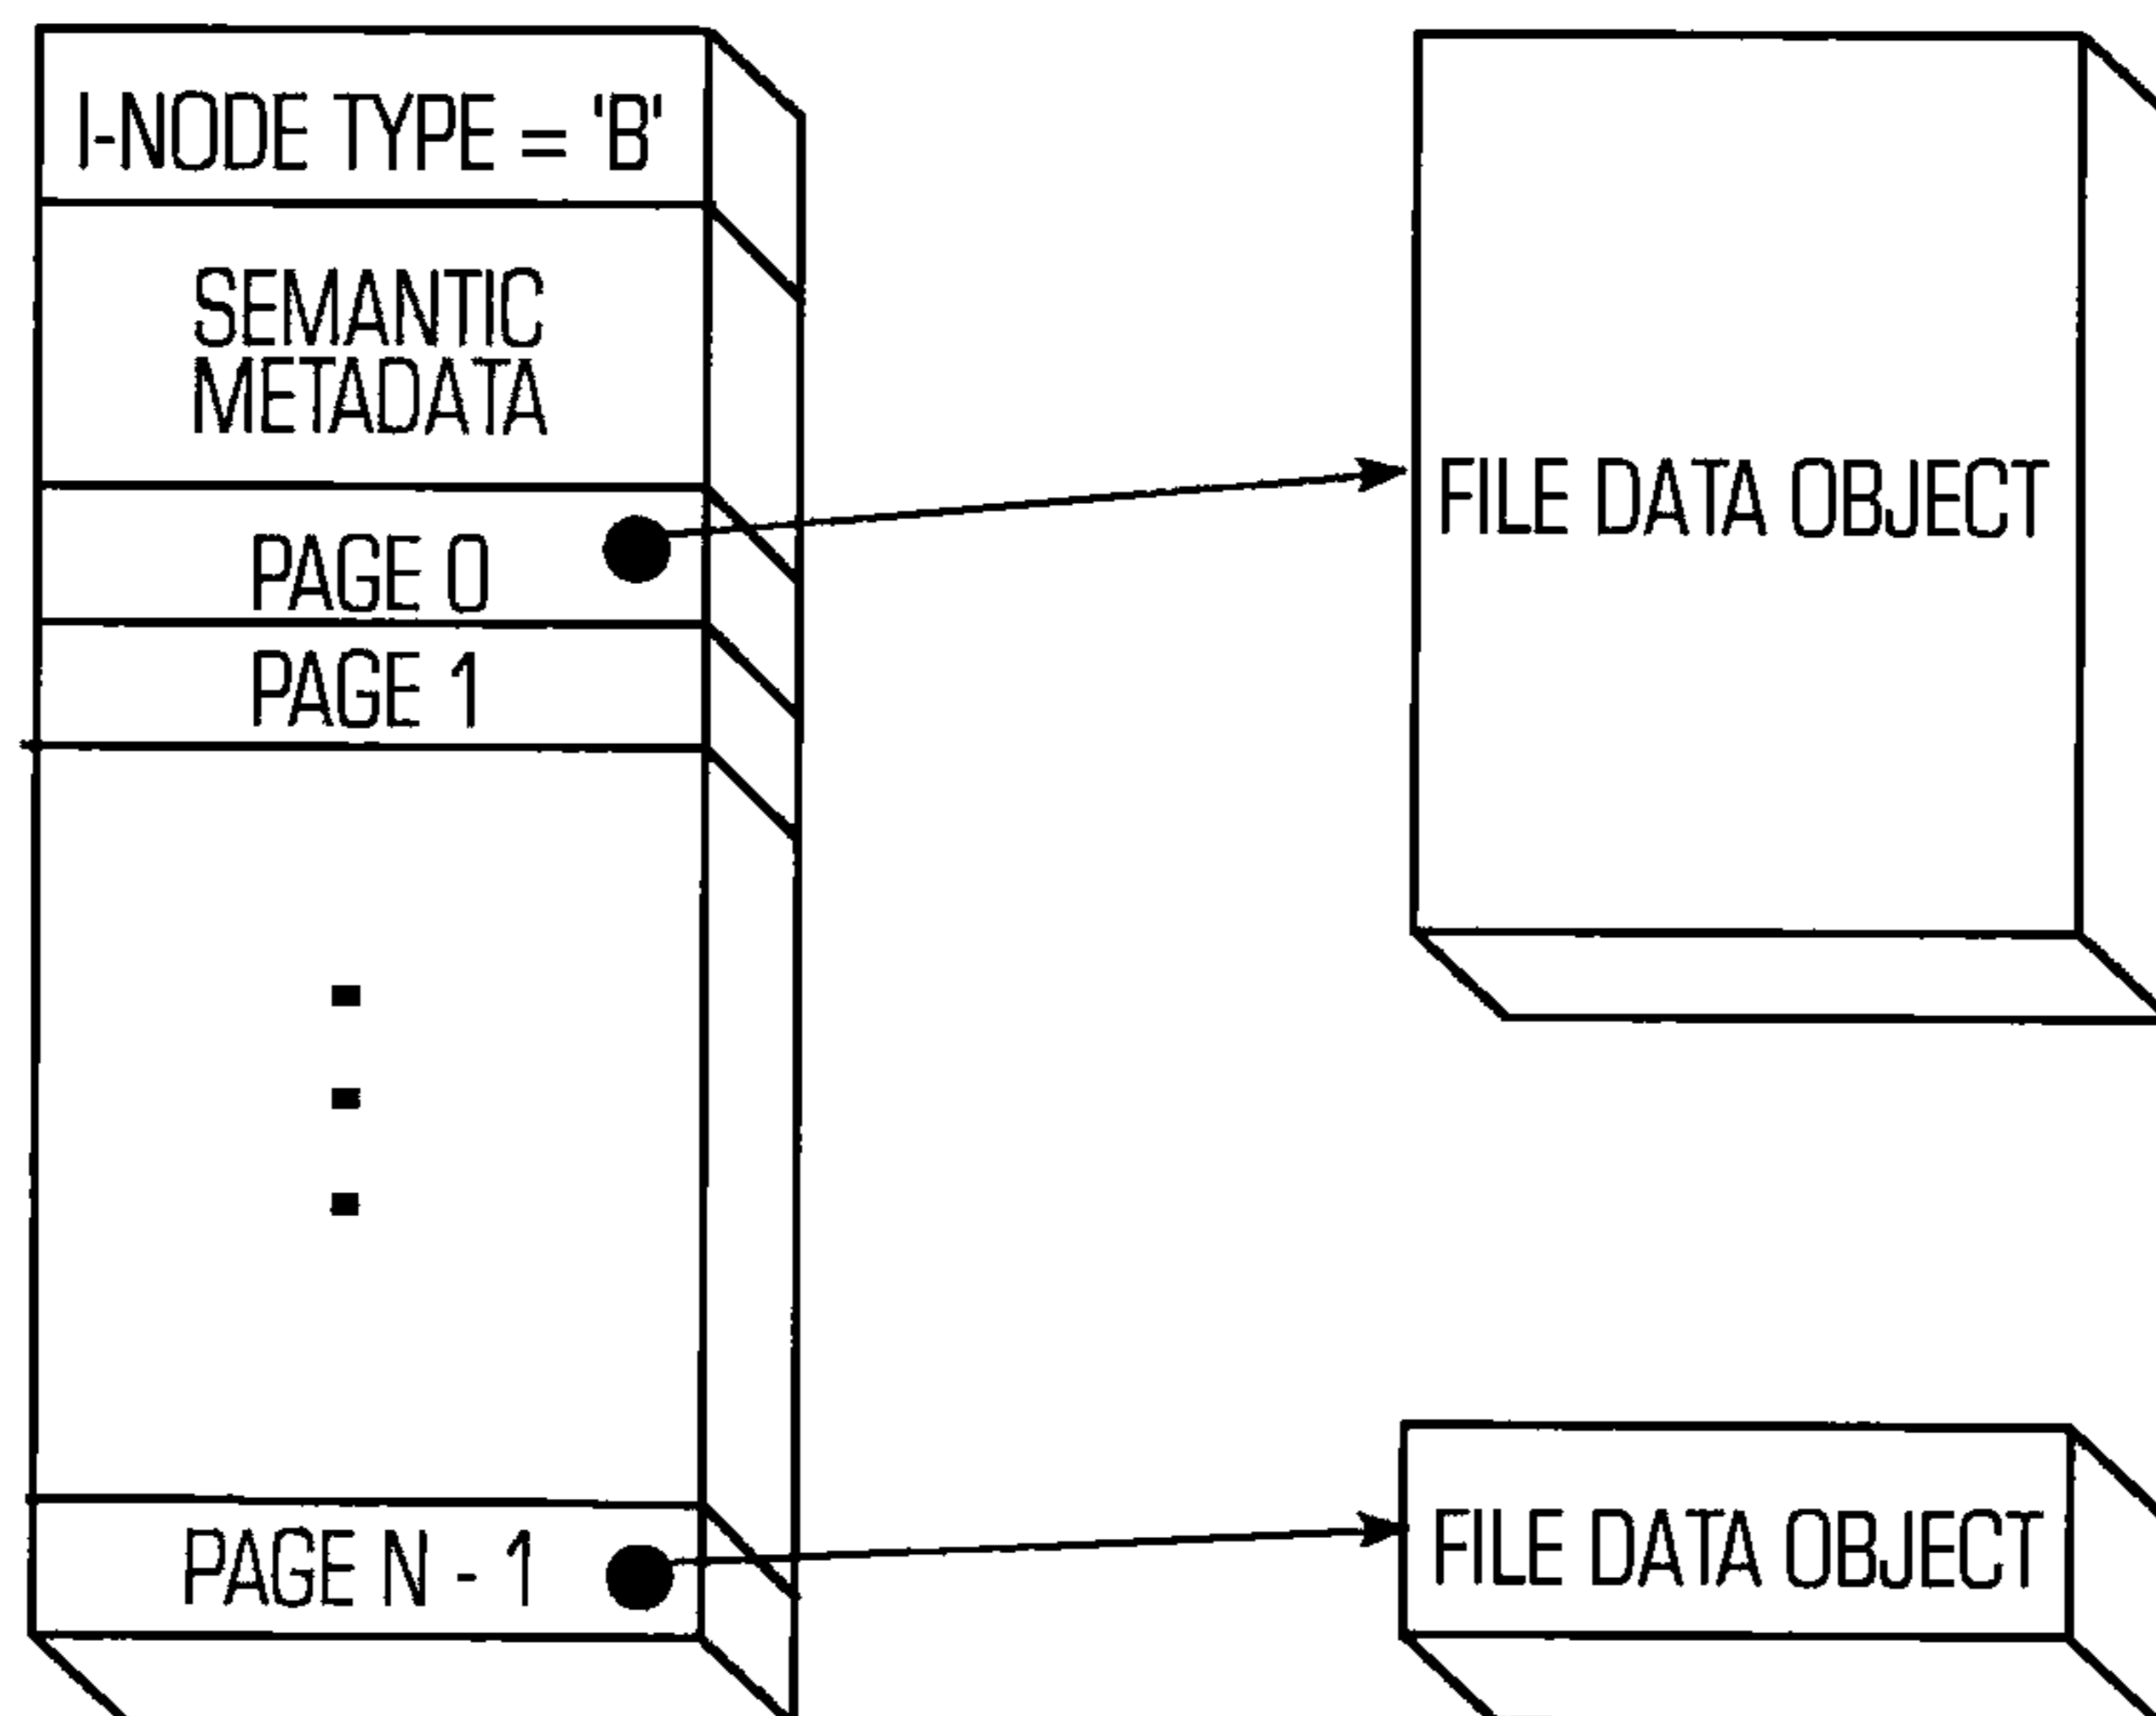 I-NODE TYPE = 'B'
SEMANTIC
METADATA
PAGE 0
PAGE 1
PAGE N - 1
FILE DATA OBJECT
FILE DATA OBJECT